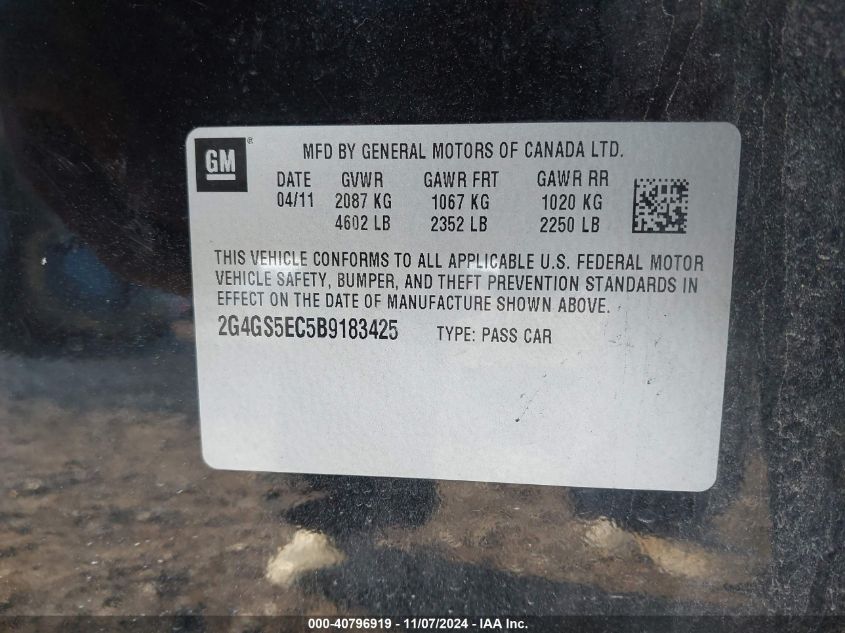 GM ®
MFD BY GENERAL MOTORS OF CANADA LTD.
DATE GVWR GAWR FRT GAWR RR
04/11 2087 KG 1067 KG 1020 KG
4602 LB 2352 LB 2250 LB
THIS VEHICLE CONFORMS TO ALL APPLICABLE U.S. FEDERAL MOTOR
VEHICLE SAFETY, BUMPER, AND THEFT PREVENTION STANDARDS IN
EFFECT ON THE DATE OF MANUFACTURE SHOWN ABOVE.
2G4GS5EC5B9183425 TYPE: PASS CAR
000-40796919 - 11/07/2024 - IAA Inc.